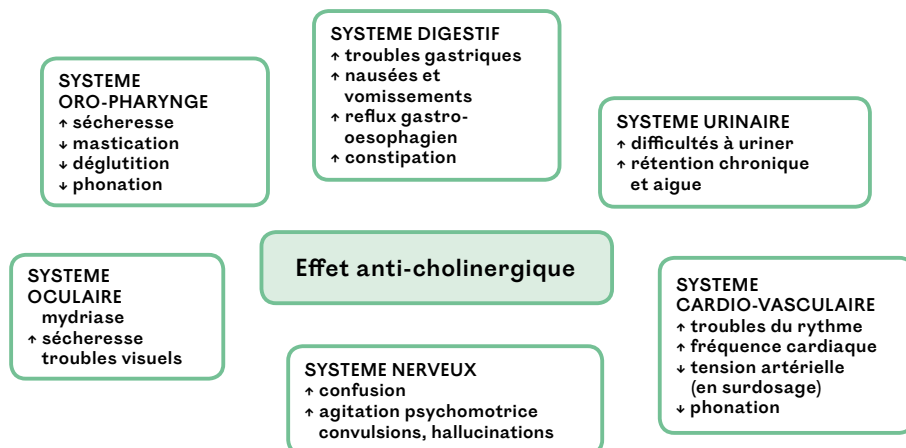 SYSTEME DIGESTIF
↑ troubles gastriques
↑ nausées et
vomissements
↑ reflux gastro-
oesophagien
↑ constipation
SYSTEME
ORO-PHARYNGE
↑ sécheresse
↓ mastication
↓ déglutition
↓ phonation
SYSTEME URINAIRE
↑ difficultés à uriner
↑ rétention chronique
et aigue
Effet anti-cholinergique
SYSTEME
OCULAIRE
mydriase
↑ sécheresse
troubles visuels
SYSTEME
CARDIO-VASCULAIRE
↑ troubles du rythme
↑ fréquence cardiaque
↓ tension artérielle
(en surdosage)
↓ phonation
SYSTEME NERVEUX
↑ confusion
↑ agitation psychomotrice
convulsions, hallucinations